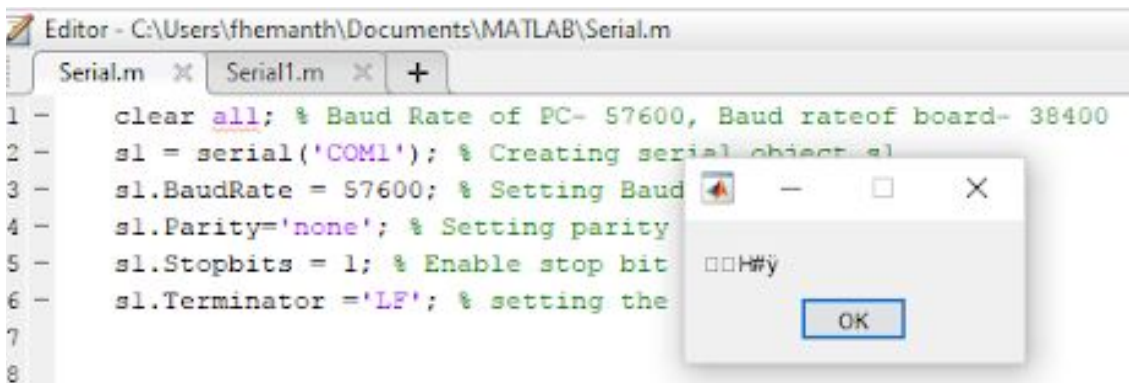 Editor - C:\Users\fhemanth\Documents\MATLAB\Serial.m
Serial.m Serial1.m +
1 - clear all; % Baud Rate of PC- 57600, Baud rateof board- 38400
2 - s1 = serial('COM1'); % Creating serial object s1
3 - s1.BaudRate = 57600; % Setting Baud
4 - s1.Parity='none'; % Setting parity
5 - s1.Stopbits = 1; % Enable stop bit
6 - s1.Terminator ='LF'; % setting the
7
8
□□H#ÿ
OK